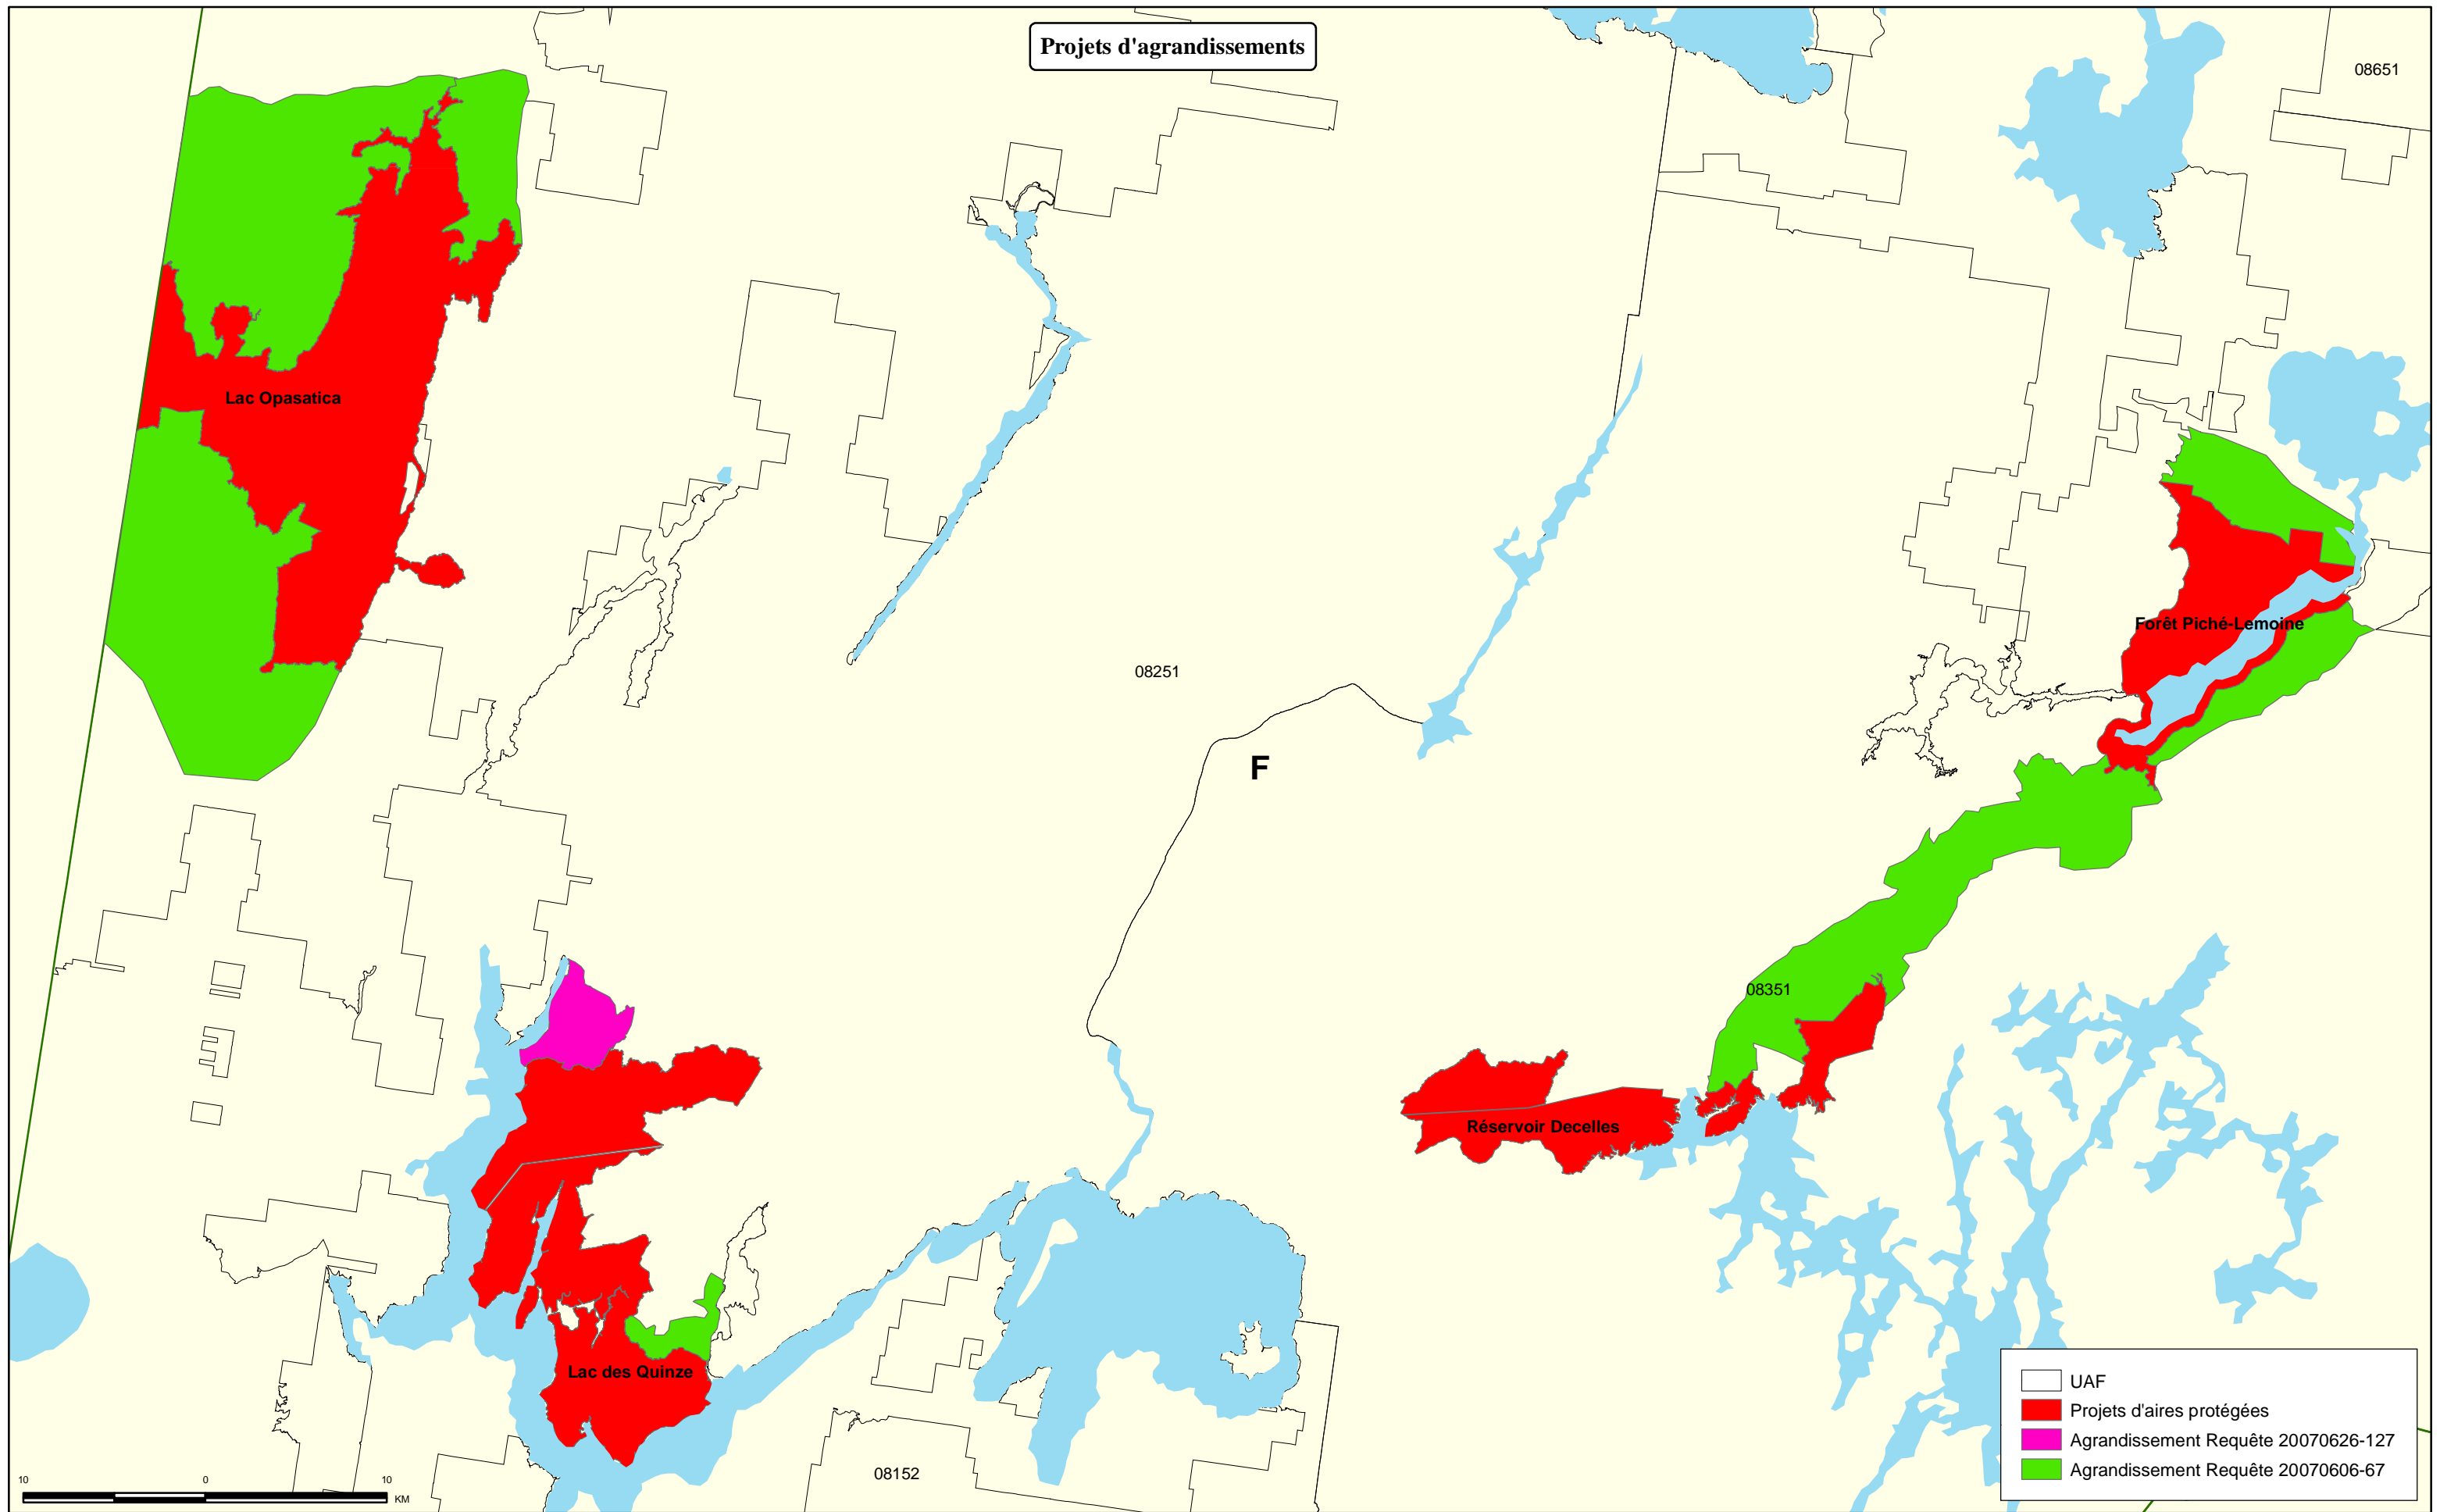 Projets d'agrandissements
08651
Lac Opasatica
Forêt Piché-Lemoine
08251
F
08351
Réservoir Decelles
Lac des Quinze
08152
UAF
Projets d'aires protégées
Agrandissement Requête 20070626-127
Agrandissement Requête 20070606-67
10 0 10
KM